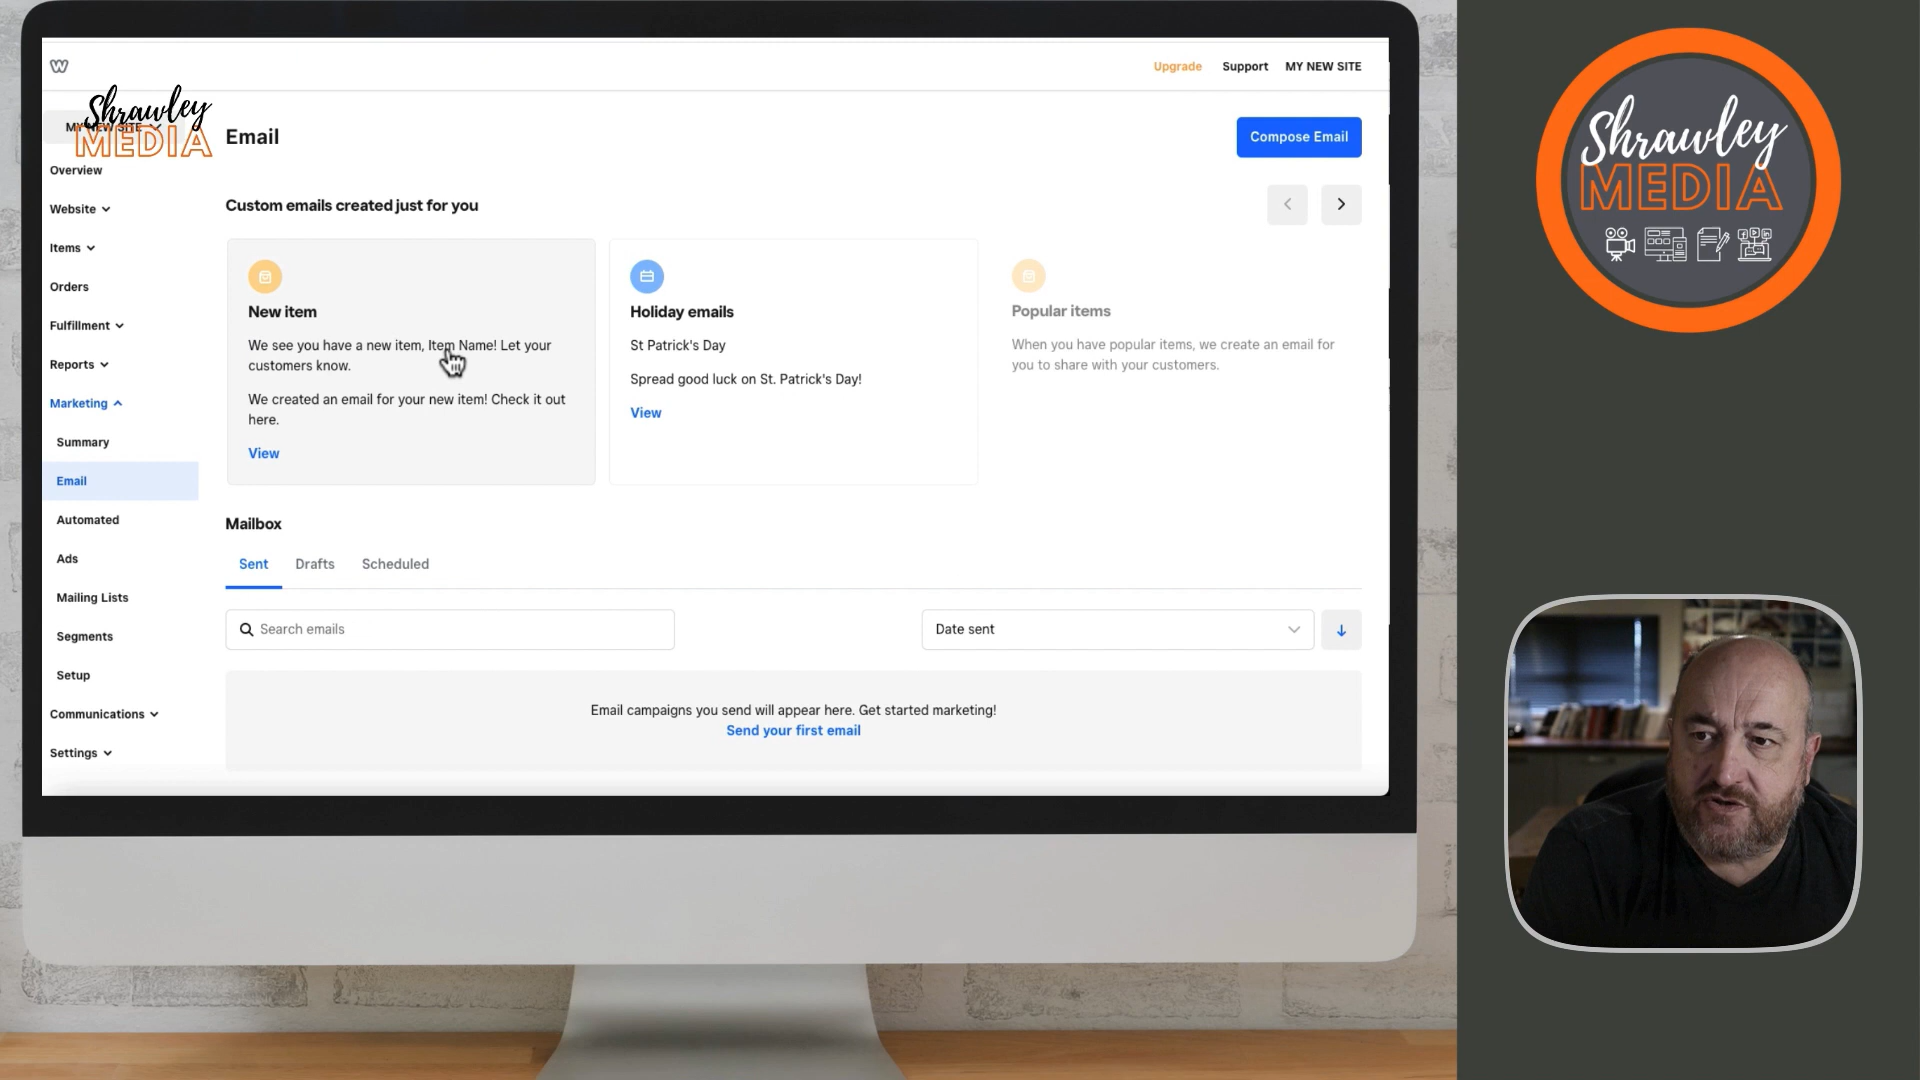 Upgrade
Support
MY NEW SITE
Shrawley
MEDIA
MY NEW SITE
Overview
Website
Items
Orders
Fulfillment
Reports
Marketing
Summary
Email
Automated
Ads
Mailing Lists
Segments
Setup
Communications
Settings
Email
Compose Email
Custom emails created just for you
New item
We see you have a new item, Item Name! Let your
customers know.
We created an email for your new item! Check it out
here.
View
Holiday emails
St Patrick's Day
Spread good luck on St. Patrick's Day!
View
Popular items
When you have popular items, we create an email for
you to share with your customers.
Mailbox
Sent
Drafts
Scheduled
Search emails
Date sent
Email campaigns you send will appear here. Get started marketing!
Send your first email
Shrawley
MEDIA